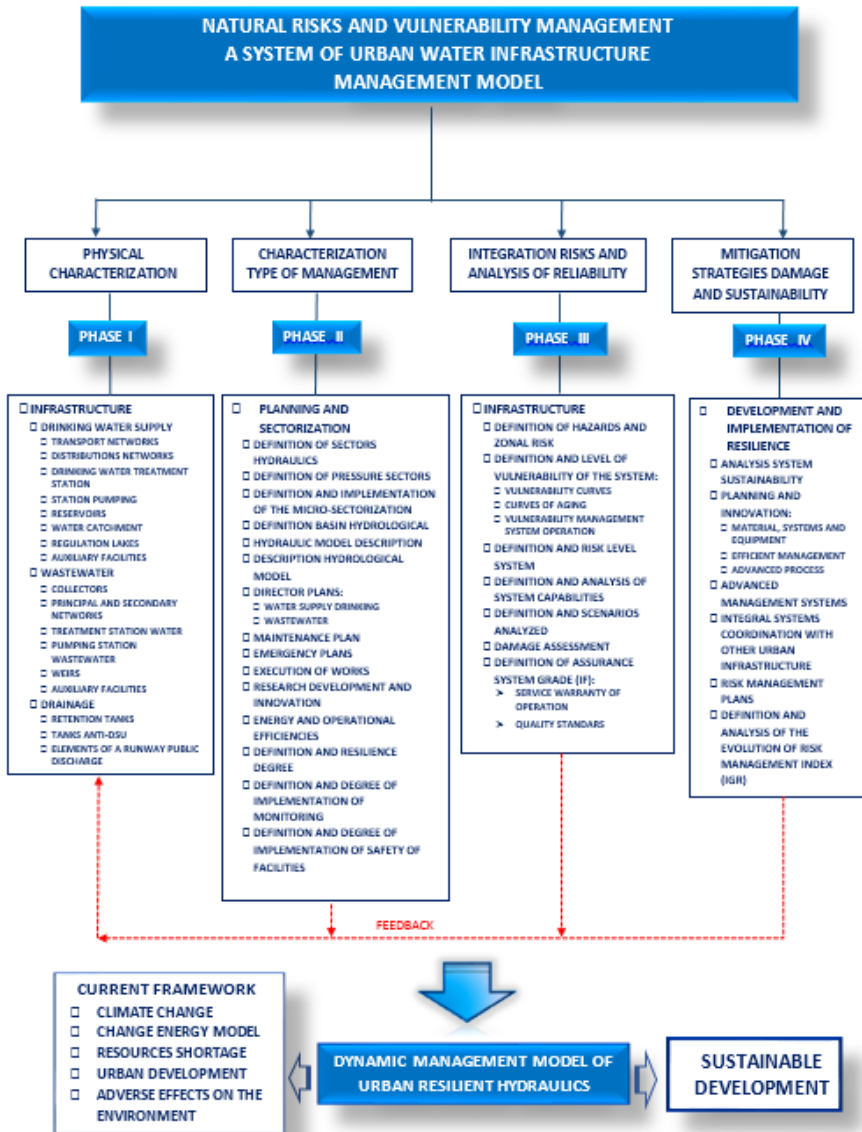 NATURAL RISKS AND VULNERABILITY MANAGEMENT
A SYSTEM OF URBAN WATER INFRASTRUCTURE
MANAGEMENT MODEL
PHYSICAL
CHARACTERIZATION
CHARACTERIZATION
TYPE OF MANAGEMENT
INTEGRATION RISKS AND
ANALYSIS OF RELIABILITY
MITIGATION
STRATEGIES DAMAGE
AND SUSTAINABILITY
PHASE I
PHASE II
PHASE III
PHASE IV
INFRASTRUCTURE
DRINKING WATER SUPPLY
TRANSPORT NETWORKS
DISTRIBUTIONS NETWORKS
DRINKING WATER TREATMENT
STATION
STATION PUMPING
RESERVOIRS
WATER CATCHMENT
REGULATION LAKES
AUXILIARY FACILITIES
WASTEWATER
COLLECTORS
PRINCIPAL AND SECONDARY
NETWORKS
TREATMENT STATION WATER
PUMPING STATION
WASTEWATER
WEIRS
AUXILIARY FACILITIES
DRAINAGE
RETENTION TANKS
TANKS ANTI-DSU
ELEMENTS OF A RUNWAY PUBLIC
DISCHARGE
PLANNING AND
SECTORIZATION
DEFINITION OF SECTORS
HYDRAULICS
DEFINITION OF PRESSURE SECTORS
DEFINITION AND IMPLEMENTATION
OF THE MICRO-SECTORIZATION
DEFINITION BASIN HYDROLOGICAL
HYDRAULIC MODEL DESCRIPTION
DESCRIPTION HYDROLOGICAL
MODEL
DIRECTOR PLANS:
WATER SUPPLY DRINKING
WASTEWATER
MAINTENANCE PLAN
EMERGENCY PLANS
EXECUTION OF WORKS
RESEARCH DEVELOPMENT AND
INNOVATION
ENERGY AND OPERATIONAL
EFFICIENCIES
DEFINITION AND RESILIENCE
DEGREE
DEFINITION AND DEGREE OF
IMPLEMENTATION OF
MONITORING
DEFINITION AND DEGREE OF
IMPLEMENTATION OF SAFETY OF
FACILITIES
INFRASTRUCTURE
DEFINITION OF HAZARDS AND
ZONAL RISK
DEFINITION AND LEVEL OF
VULNERABILITY OF THE SYSTEM:
VULNERABILITY CURVES
CURVES OF AGING
VULNERABILITY MANAGEMENT
SYSTEM OPERATION
DEFINITION AND RISK LEVEL
SYSTEM
DEFINITION AND ANALYSIS OF
SYSTEM CAPABILITIES
DEFINITION AND SCENARIOS
ANALYZED
DAMAGE ASSESSMENT
DEFINITION OF ASSURANCE
SYSTEM GRADE (IF):
SERVICE WARRANTY OF
OPERATION
QUALITY STANDARS
DEVELOPMENT AND
IMPLEMENTATION OF
RESILIENCE
ANALYSIS SYSTEM
SUSTAINABILITY
PLANNING AND
INNOVATION:
MATERIAL, SYSTEMS AND
EQUIPMENT
EFFICIENT MANAGEMENT
ADVANCED PROCESS
ADVANCED
MANAGEMENT SYSTEMS
INTEGRAL SYSTEMS
COORDINATION WITH
OTHER URBAN
INFRASTRUCTURE
RISK MANAGEMENT
PLANS
DEFINITION AND
ANALYSIS OF THE
EVOLUTION OF RISK
MANAGEMENT INDEX
(IGR)
FEEDBACK
CURRENT FRAMEWORK
CLIMATE CHANGE
CHANGE ENERGY MODEL
RESOURCES SHORTAGE
URBAN DEVELOPMENT
ADVERSE EFFECTS ON THE
ENVIRONMENT
DYNAMIC MANAGEMENT MODEL OF
URBAN RESILIENT HYDRAULICS
SUSTAINABLE
DEVELOPMENT